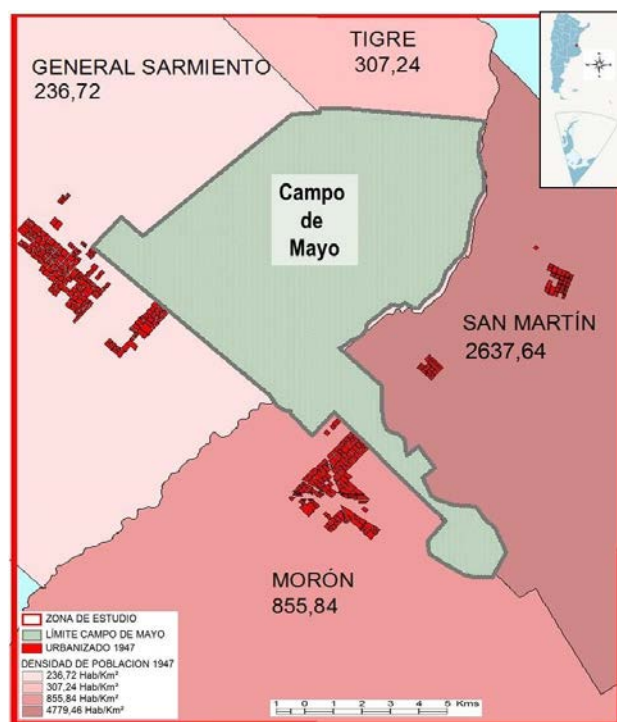 TIGRE
307,24
GENERAL SARMIENTO
236,72
Campo
de
Mayo
SAN MARTÍN
2637,64
MORÓN
855,84
ZONA DE ESTUDIO
LÍMITE CAMPO DE MAYO
URBANIZADO 1947
DENSIDAD DE POBLACION 1947
236,72 Hab/Km²
307,24 Hab/Km²
855,84 Hab/Km²
4779,46 Hab/Km²
1 0 1 2 3 4 5 Kms